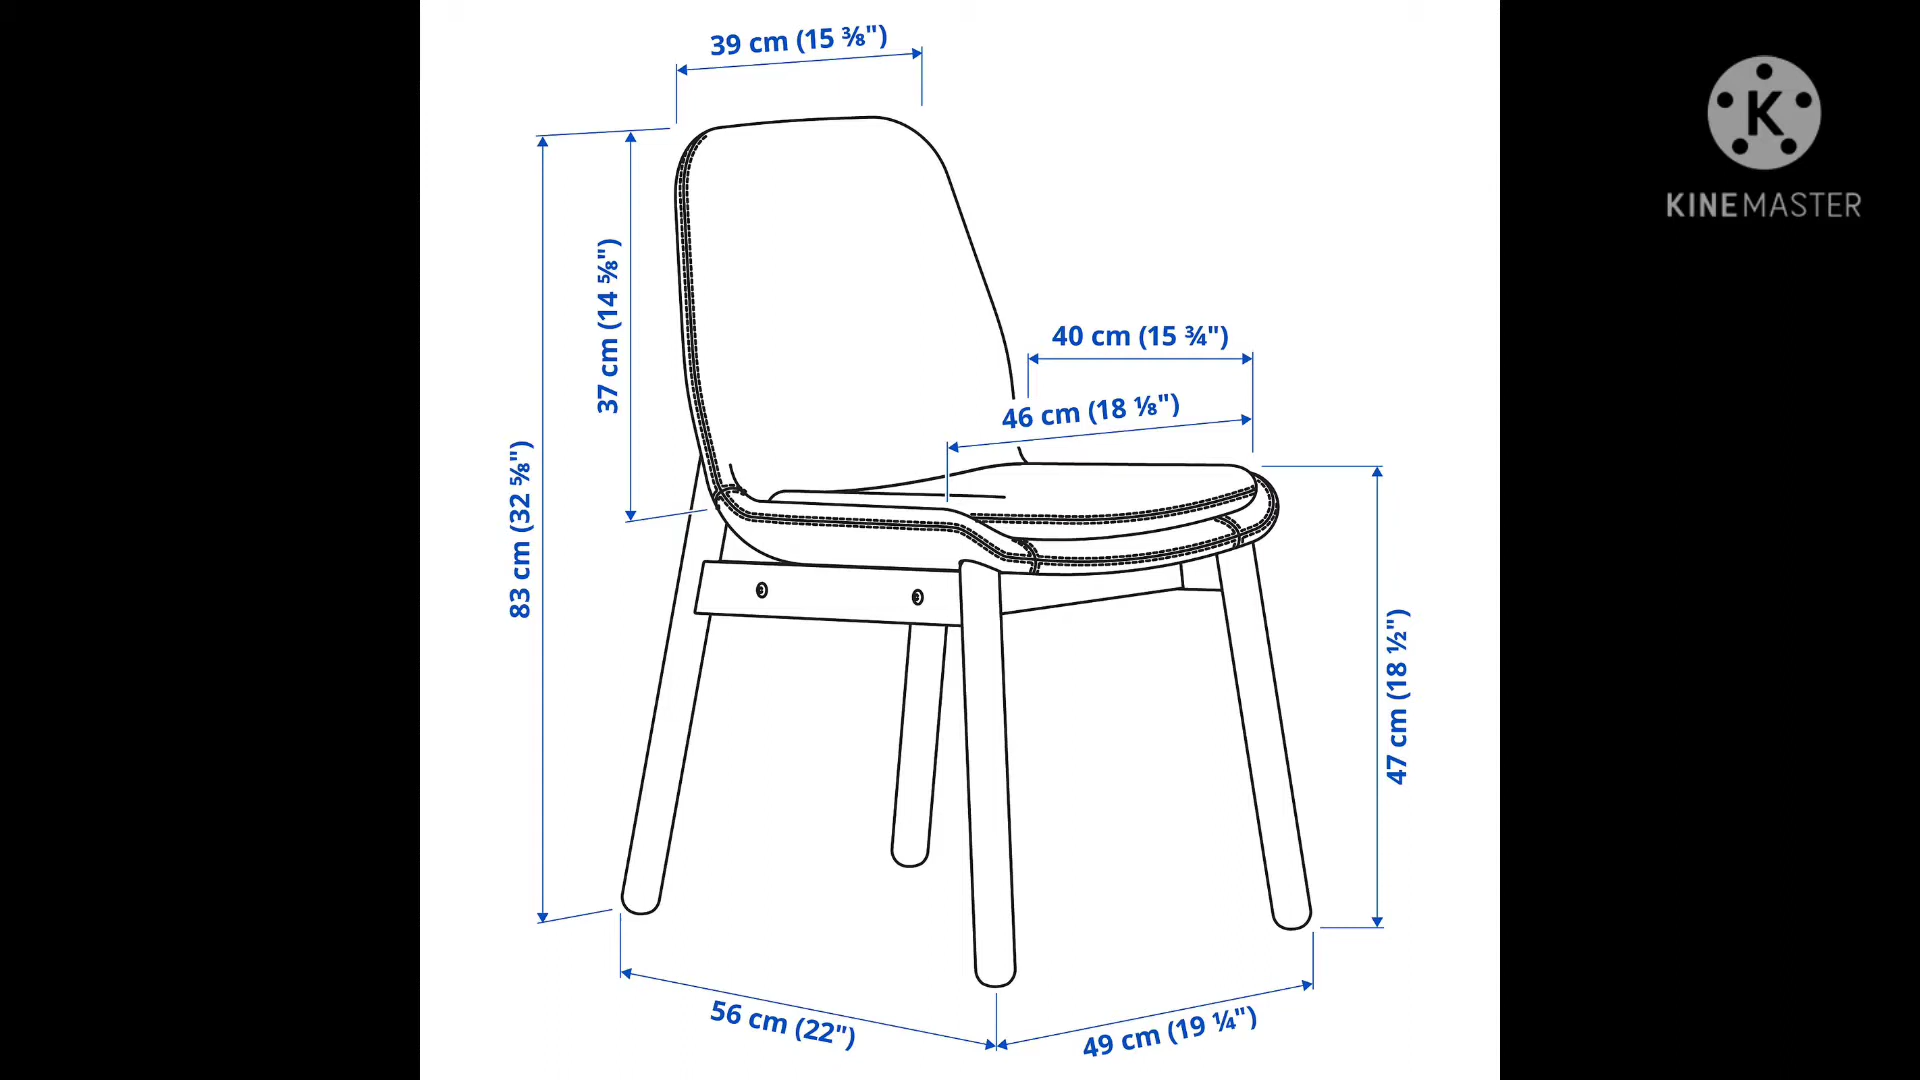 39 cm (15 ⅜")
KINEMASTER
37 cm (14 ⅝")
40 cm (15 ¾")
46 cm (18 ⅛")
83 cm (32 ⅝")
47 cm (18 ½")
56 cm (22")
49 cm (19 ¼")